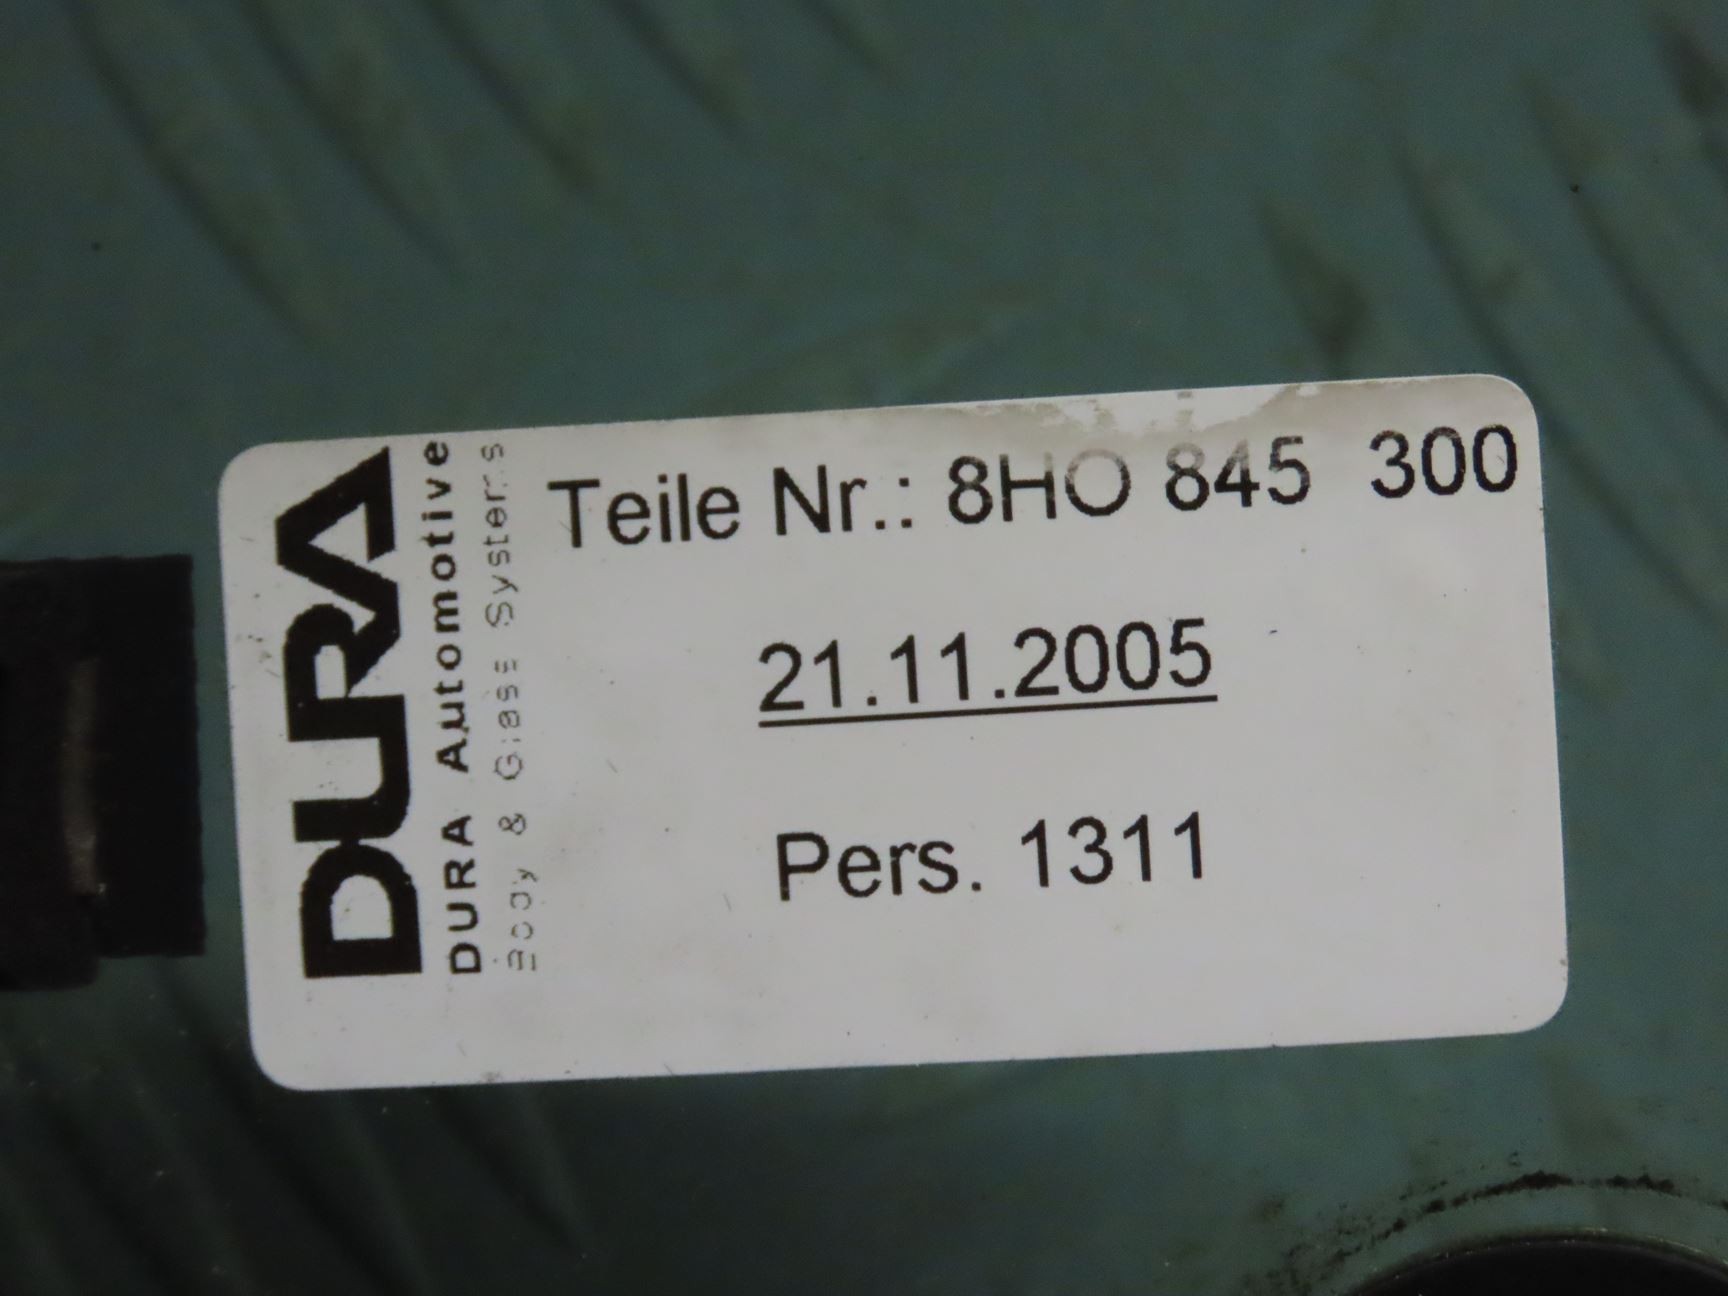 DURA
DURA Automotive
Body & Glass Systems
Teile Nr.: 8HO 845 300
21.11.2005
Pers. 1311